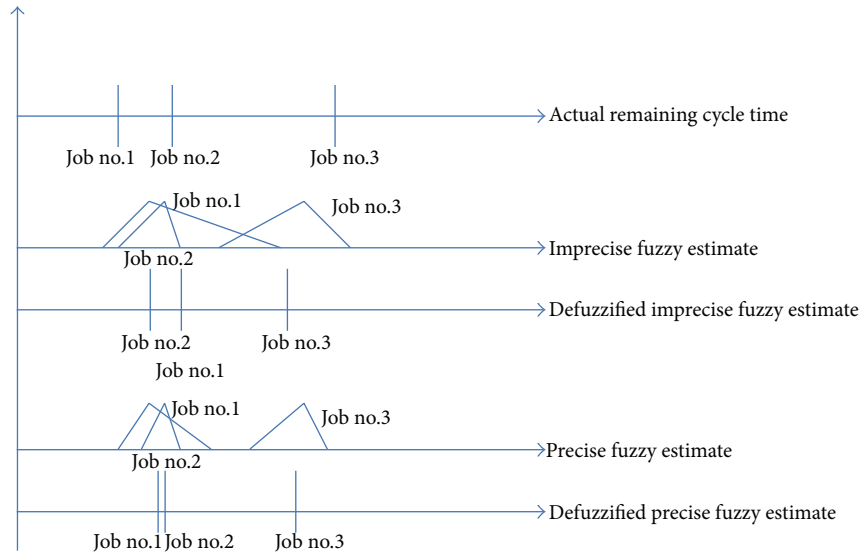 Actual remaining cycle time
Job no.1 Job no.2 Job no.3
Job no.1 Job no.3
Imprecise fuzzy estimate
Job no.2
Defuzzified imprecise fuzzy estimate
Job no.2 Job no.3
Job no.1
Job no.1 Job no.3
Precise fuzzy estimate
Job no.2
Defuzzified precise fuzzy estimate
Job no.1 Job no.2 Job no.3